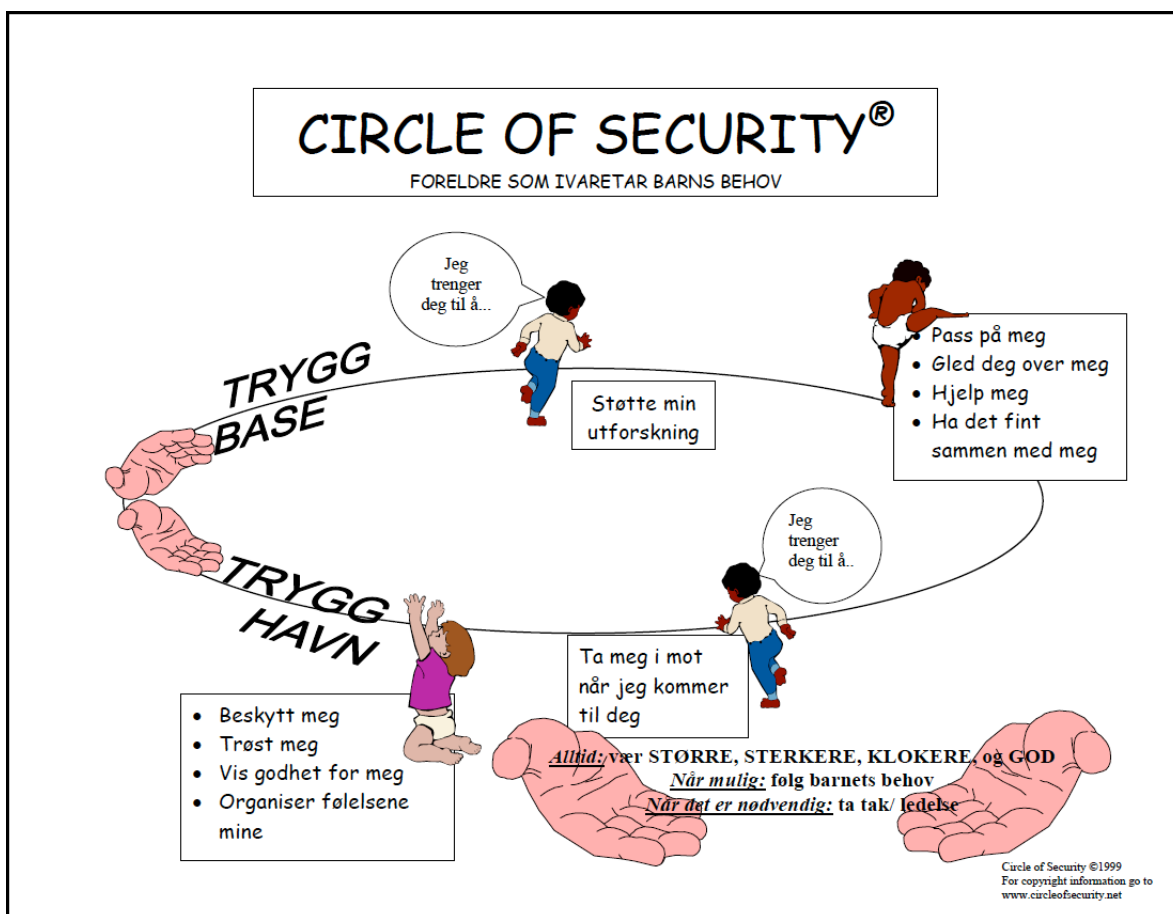 CIRCLE OF SECURITY®
FORELDRE SOM IVARETAR BARNS BEHOV
Jeg
trenger
deg til å...
TRYGG
BASE
Støtte min
utforskning
• Pass på meg
• Gled deg over meg
• Hjelp meg
• Ha det fint
sammen med meg
Jeg
trenger
deg til å..
TRYGG
HAVN
Ta meg i mot
når jeg kommer
til deg
• Beskytt meg
• Trøst meg
• Vis godhet for meg
• Organiser følelsene
mine
Alltid: vær STØRRE, STERKERE, KLOKERE, og GOD
Når mulig: følg barnets behov
Når det er nødvendig: ta tak/ ledelse
Circle of Security ©1999
For copyright information go to
www.circleofsecurity.net